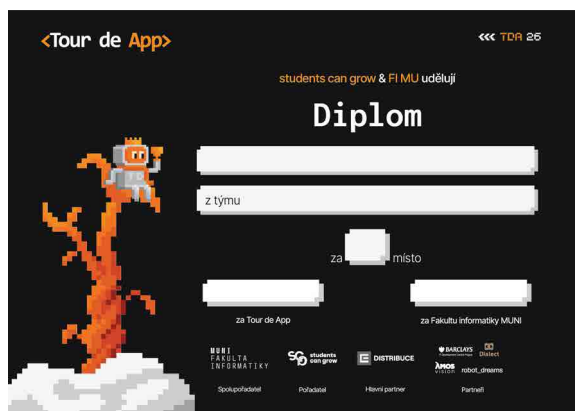 <Tour de App>
<<< TDA 26
students can grow & FI MU udělují
Diplom
z týmu
za místo
za Tour de App
za Fakultu informatiky MUNI
MUNI
FAKULTA
INFORMATIKY
SCG students
can grow
E DISTRIBUCE
BARCLAYS
Dialect
AMOS
vision
robot_dreams
Spolupořadatel
Pořadatel
Hlavní partner
Partneři